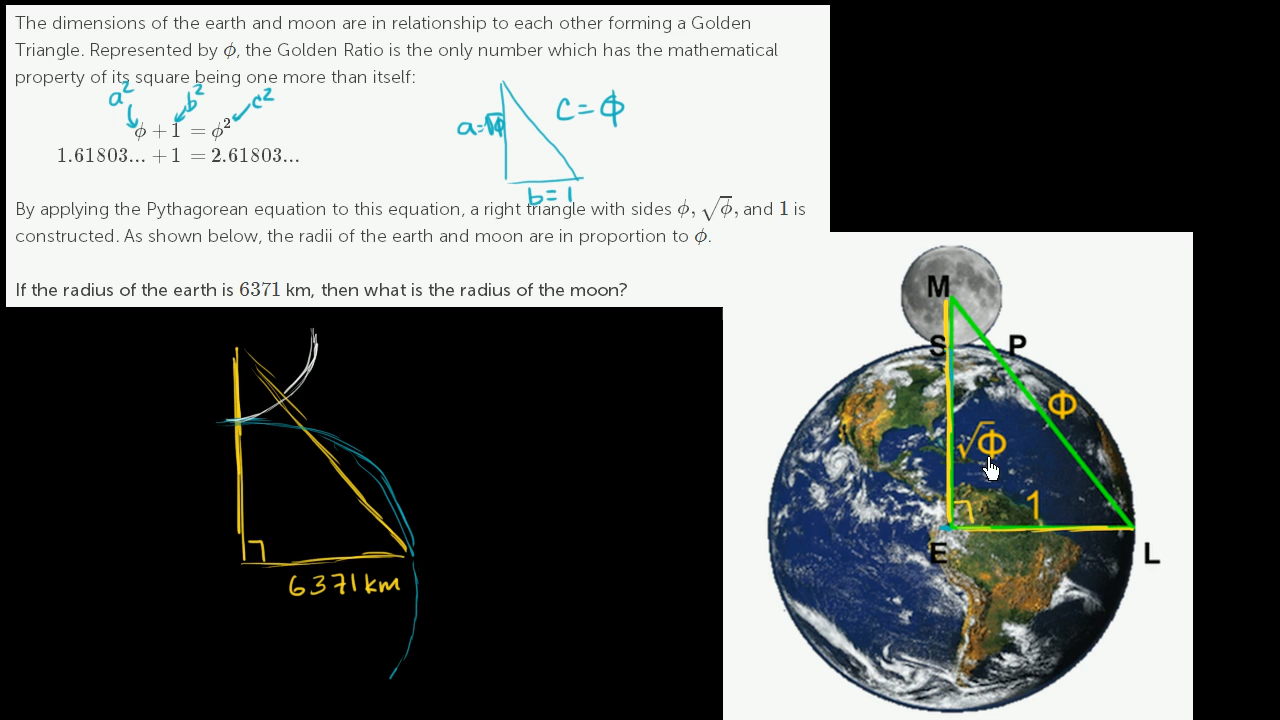 The dimensions of the earth and moon are in relationship to each other forming a Golden
Triangle. Represented by ϕ, the Golden Ratio is the only number which has the mathematical
property of its square being one more than itself:
a² b² c²
ϕ + 1 = ϕ²
1.61803... + 1 = 2.61803...
a=√ϕ
c=ϕ
b=1
By applying the Pythagorean equation to this equation, a right triangle with sides ϕ, √ϕ, and 1 is
constructed. As shown below, the radii of the earth and moon are in proportion to ϕ.
If the radius of the earth is 6371 km, then what is the radius of the moon?
6371 km
M
S
P
Φ
√Φ
1
E
L